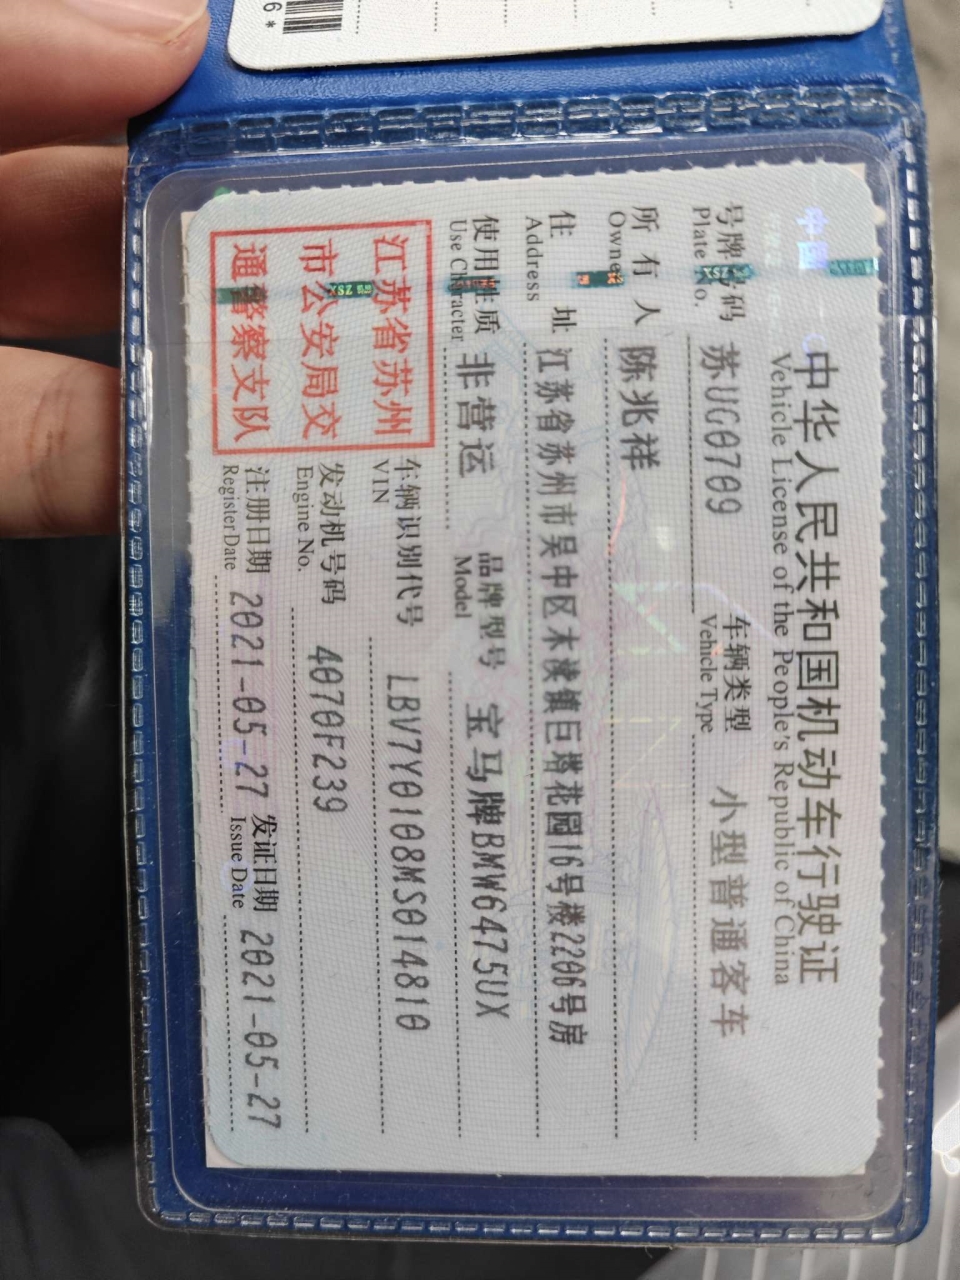 6*
中华人民共和国机动车行驶证
Vehicle License of the People's Republic of China
号牌号码 苏UG0709 车辆类型 小型普通客车
Plate No. Vehicle Type
所有人 陈兆祥
Owner
住址 江苏省苏州市吴中区木渎镇巨塔花园16号楼2206号房
Address
使用性质 非营运 品牌型号 宝马牌BMW6475UX
Use Character Model
江苏省苏州
市公安局交
通警察支队
车辆识别代号 LBV7Y0108MS014810
VIN
发动机号码 4070F239
Engine No.
注册日期 2021-05-27 发证日期 2021-05-27
Register Date Issue Date